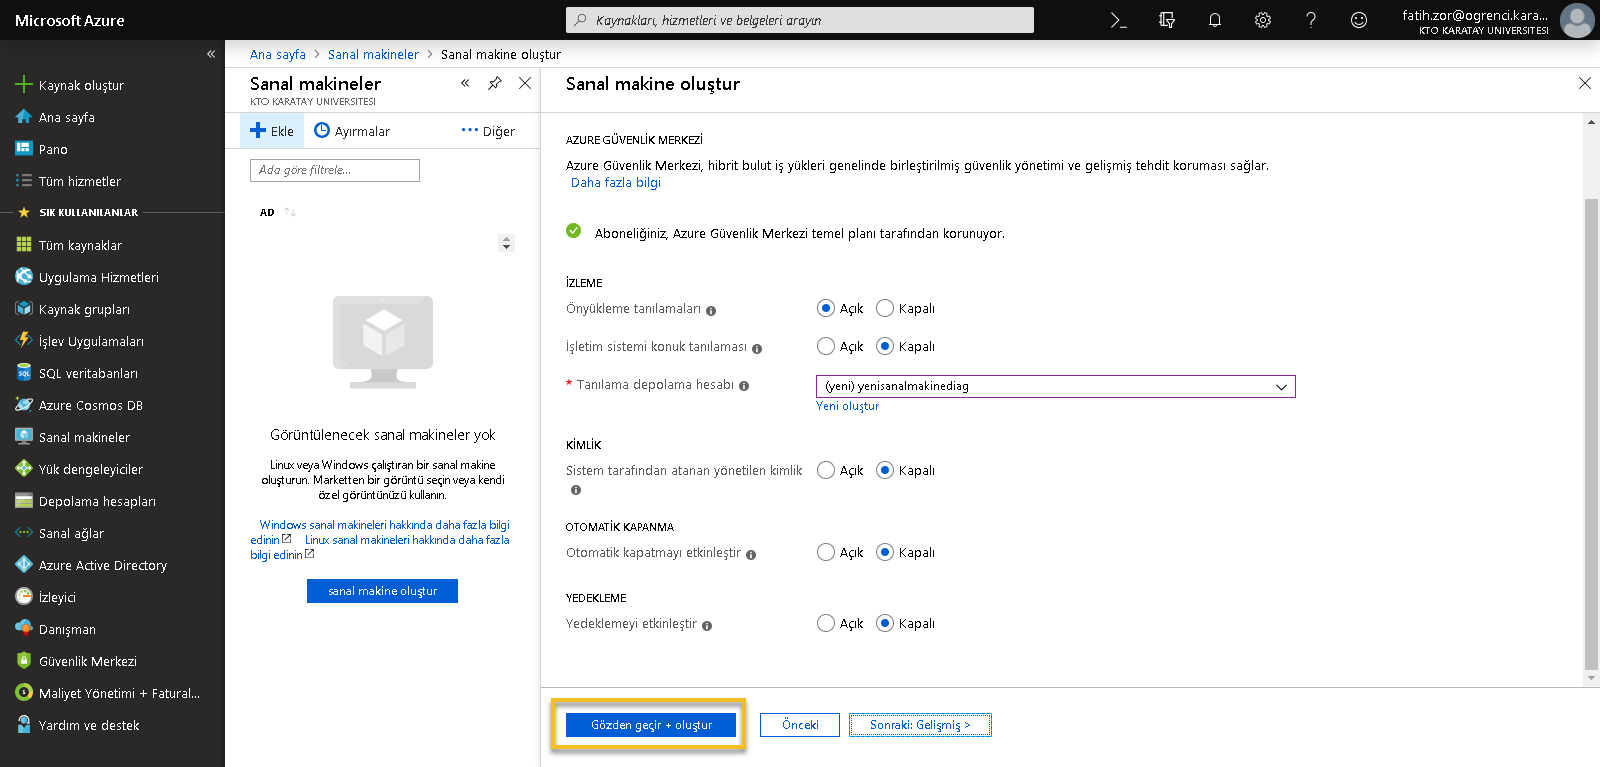 Microsoft Azure
Kaynakları, hizmetleri ve belgeleri arayın
fatih.zor@ogrenci.kara...
KTO KARATAY UNIVERSITESI
Kaynak oluştur
Ana sayfa
Pano
Tüm hizmetler
SIK KULLANILANLAR
Tüm kaynaklar
Uygulama Hizmetleri
Kaynak grupları
İşlev Uygulamaları
SQL veritabanları
Azure Cosmos DB
Sanal makineler
Yük dengeleyiciler
Depolama hesapları
Sanal ağlar
Azure Active Directory
İzleyici
Danışman
Güvenlik Merkezi
Maliyet Yönetimi + Fatural...
Yardım ve destek
Ana sayfa > Sanal makineler > Sanal makine oluştur
Sanal makineler
KTO KARATAY UNIVERSITESI
Ekle Ayırmalar ••• Diğer
Ada göre filtrele...
AD
Görüntülenecek sanal makineler yok
Linux veya Windows çalıştıran bir sanal makine
oluşturun. Marketten bir görüntü seçin veya kendi
özel görüntünüzü kullanın.
Windows sanal makineleri hakkında daha fazla bilgi
edinin Linux sanal makineleri hakkında daha fazla
bilgi edinin
sanal makine oluştur
Sanal makine oluştur
AZURE GÜVENLİK MERKEZİ
Azure Güvenlik Merkezi, hibrit bulut iş yükleri genelinde birleştirilmiş güvenlik yönetimi ve gelişmiş tehdit koruması sağlar.
Daha fazla bilgi
Aboneliğiniz, Azure Güvenlik Merkezi temel planı tarafından korunuyor.
İZLEME
Önyükleme tanılamaları Açık Kapalı
İşletim sistemi konuk tanılaması Açık Kapalı
* Tanılama depolama hesabı (yeni) yenisanalmakinediag
Yeni oluştur
KİMLİK
Sistem tarafından atanan yönetilen kimlik Açık Kapalı
OTOMATİK KAPANMA
Otomatik kapatmayı etkinleştir Açık Kapalı
YEDEKLEME
Yedeklemeyi etkinleştir Açık Kapalı
Gözden geçir + oluştur Önceki Sonraki: Gelişmiş >